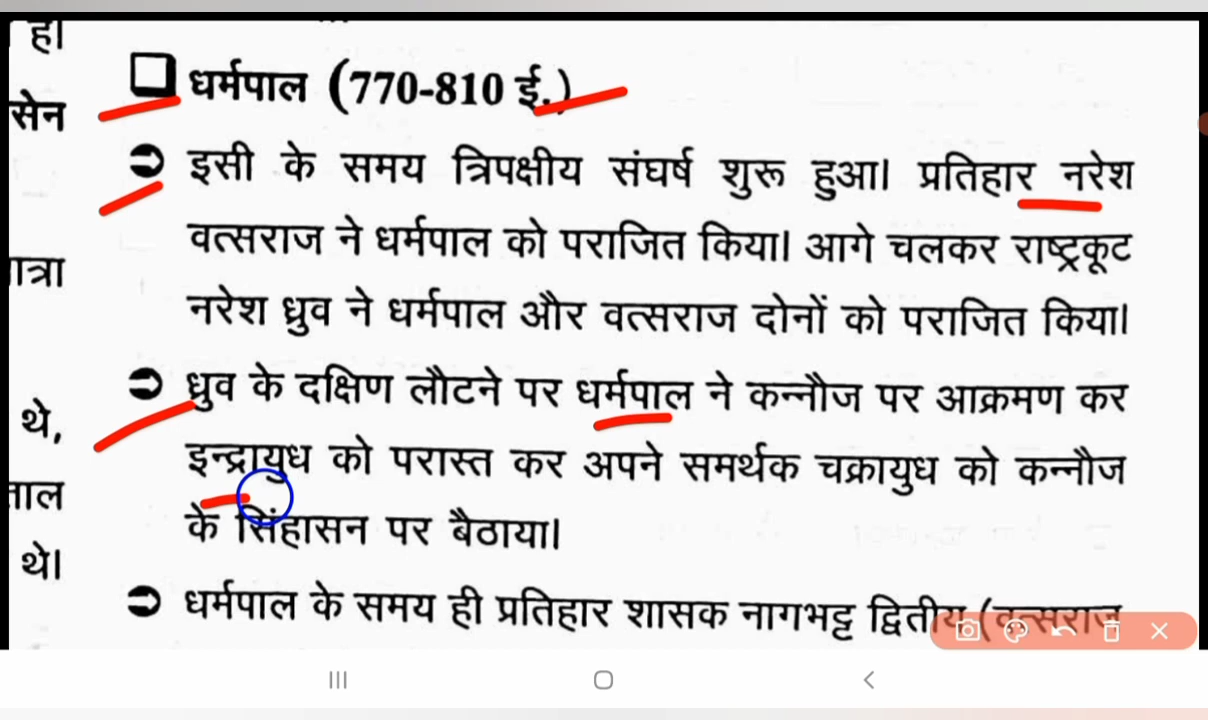 है।
सेन
ात्रा
थे,
ताल
थे।
धर्मपाल (770-810 ई.)
इसी के समय त्रिपक्षीय संघर्ष शुरू हुआ। प्रतिहार नरेश
वत्सराज ने धर्मपाल को पराजित किया। आगे चलकर राष्ट्रकूट
नरेश ध्रुव ने धर्मपाल और वत्सराज दोनों को पराजित किया।
ध्रुव के दक्षिण लौटने पर धर्मपाल ने कन्नौज पर आक्रमण कर
इन्द्रायुध को परास्त कर अपने समर्थक चक्रायुध को कन्नौज
के सिंहासन पर बैठाया।
धर्मपाल के समय ही प्रतिहार शासक नागभट्ट द्वितीय (वत्सराज